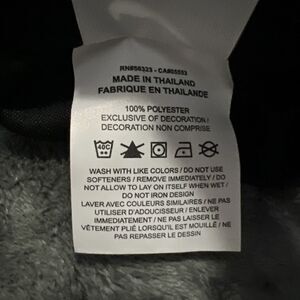 RN#56323 - CA#05553
MADE IN THAILAND
FABRIQUE EN THAILANDE
100% POLYESTER
EXCLUSIVE OF DECORATION /
DECORATION NON COMPRISE
40C
WASH WITH LIKE COLORS / DO NOT USE
SOFTENERS / REMOVE IMMEDIATELY / DO
NOT ALLOW TO LAY ON ITSELF WHEN WET /
DO NOT IRON DESIGN
LAVER AVEC COULEURS SIMILAIRES / NE PAS
UTILISER D'ADOUCISSEUR/ ENLEVER
IMMEDIATEMENT / NE PAS LAISSER LE
VÊTEMENT PLIÉ LORSQU'IL EST MOUILLÉ / NE
PAS REPASSER LE DESSIN